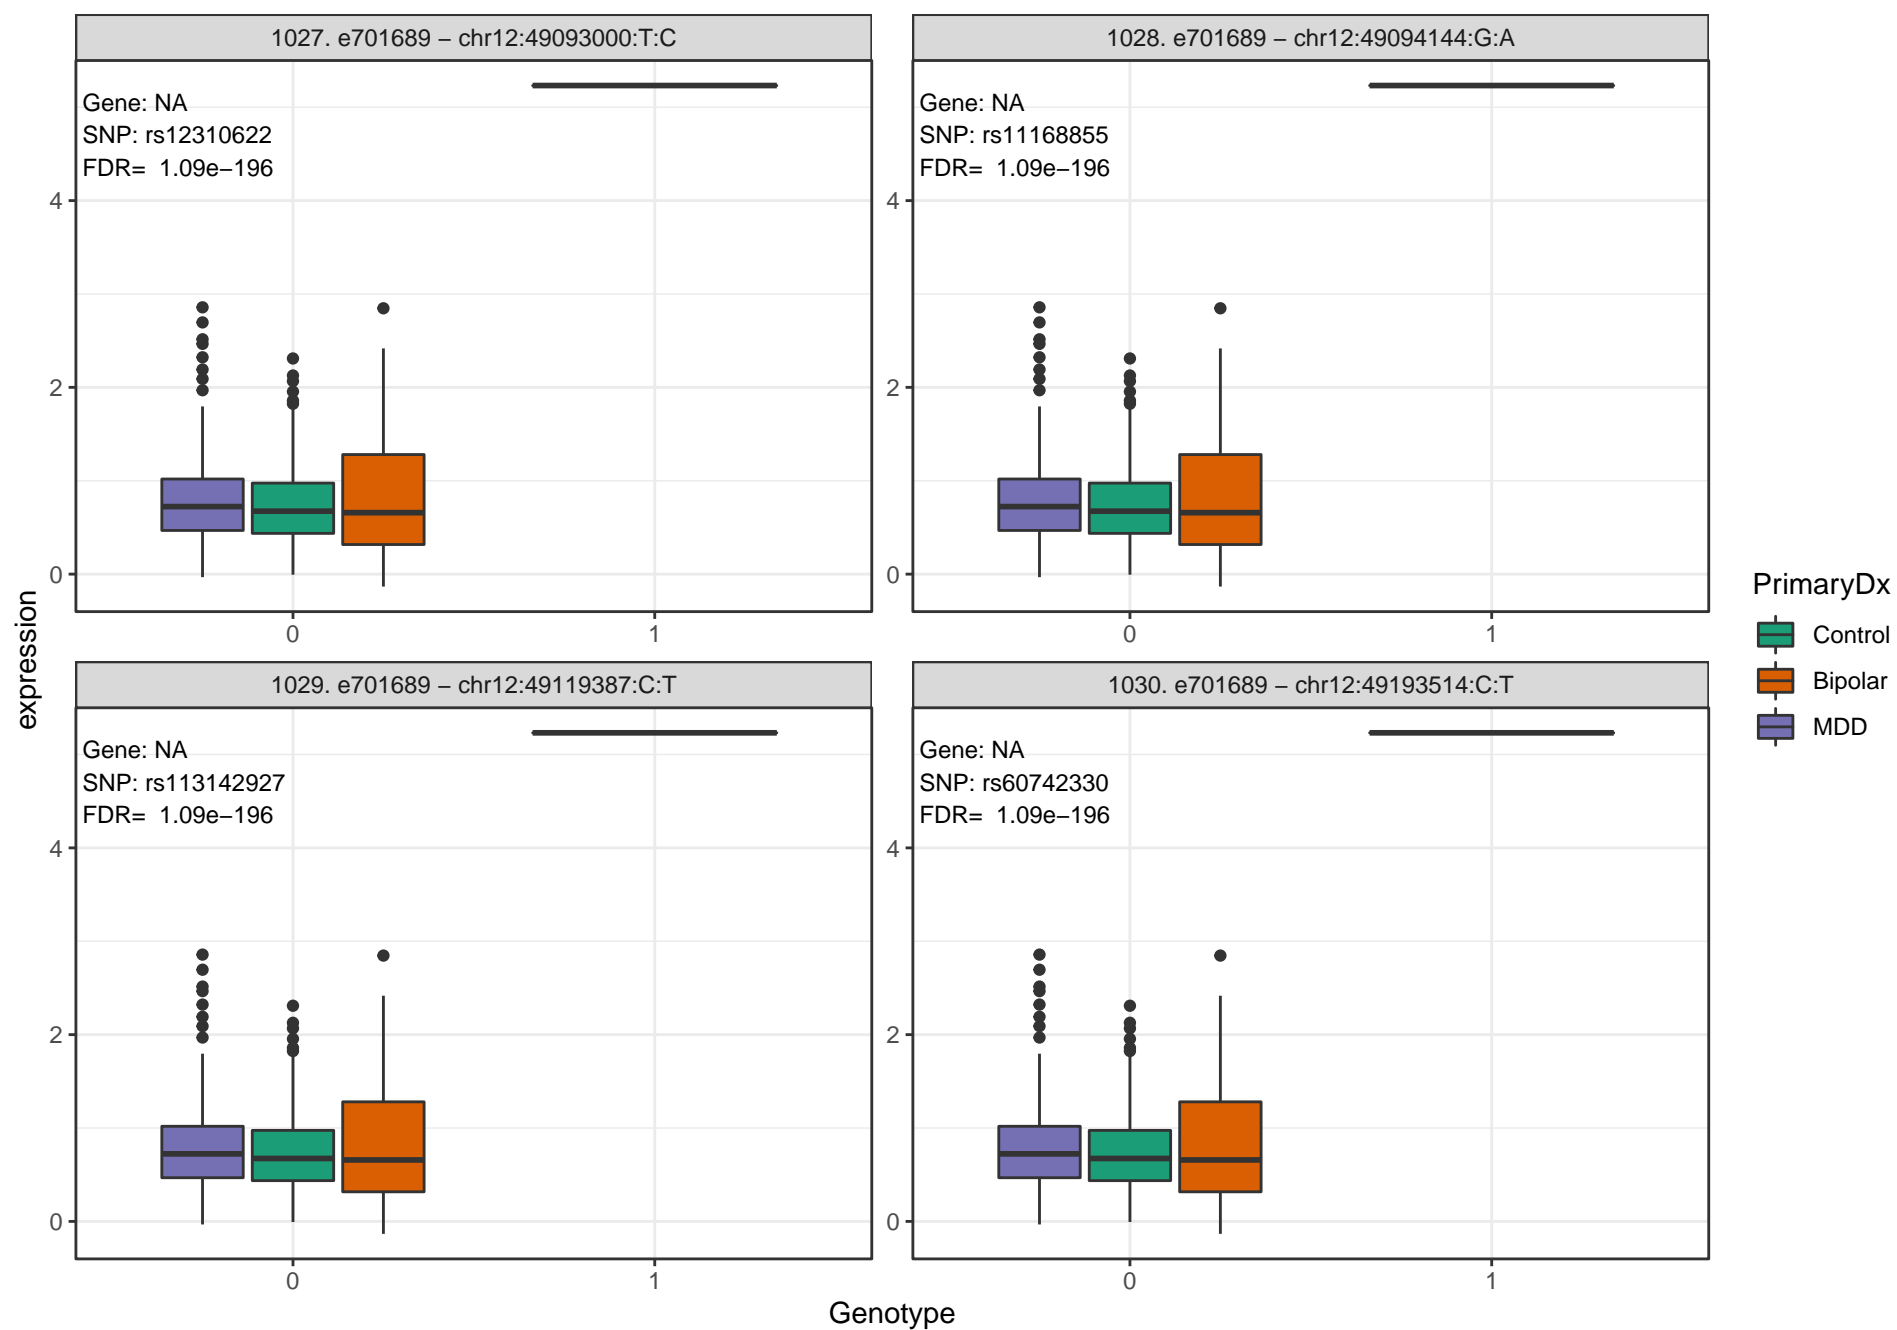 1027. e701689 – chr12:49093000:T:C
Gene: NA
SNP: rs12310622
FDR=  1.09e−196
4
2
0
0
1
1028. e701689 – chr12:49094144:G:A
Gene: NA
SNP: rs11168855
FDR=  1.09e−196
4
2
0
0
1
1029. e701689 – chr12:49119387:C:T
Gene: NA
SNP: rs113142927
FDR=  1.09e−196
4
2
0
0
1
1030. e701689 – chr12:49193514:C:T
Gene: NA
SNP: rs60742330
FDR=  1.09e−196
4
2
0
0
1
expression
Genotype
PrimaryDx
Control
Bipolar
MDD